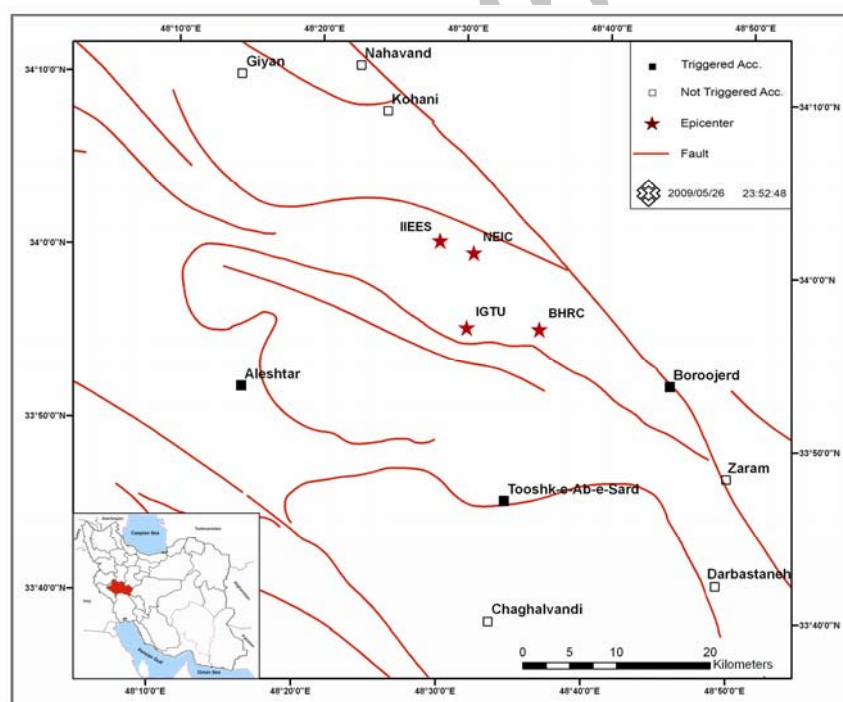 48°10'0"E 48°20'0"E 48°30'0"E 48°40'0"E 48°50'0"E
34°10'0"N
34°0'0"N
33°50'0"N
33°40'0"N
34°10'0"N
34°0'0"N
33°50'0"N
33°40'0"N
Giyan
Nahavand
Kohani
Triggered Acc.
Not Triggered Acc.
Epicenter
Fault
2009/05/26 23:52:48
IIEES
NEIC
IGTU
BHRC
Aleshtar
Boroojerd
Zaram
Tooshk-e-Ab-e-Sard
Darbastaneh
Chaghalvandi
Caspian Sea
Persian Gulf
Oman Sea
0 5 10 20
Kilometers
48°10'0"E 48°20'0"E 48°30'0"E 48°40'0"E 48°50'0"E